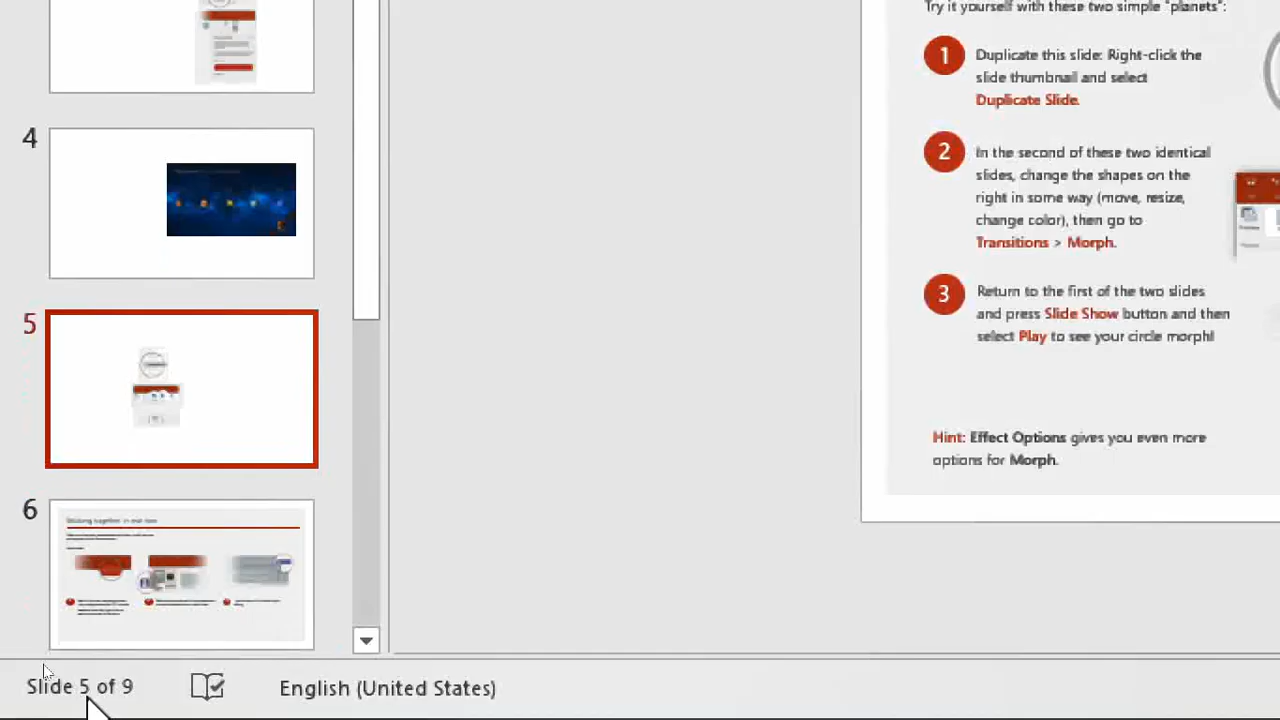 Try it yourself with these two simple "planets":
1
Duplicate this slide: Right-click the
slide thumbnail and select
Duplicate Slide.
2
In the second of these two identical
slides, change the shapes on the
right in some way (move, resize,
change color), then go to
Transitions > Morph.
3
Return to the first of the two slides
and press Slide Show button and then
select Play to see your circle morph!
Hint: Effect Options gives you even more
options for Morph.
4
5
6
Slide 5 of 9
English (United States)